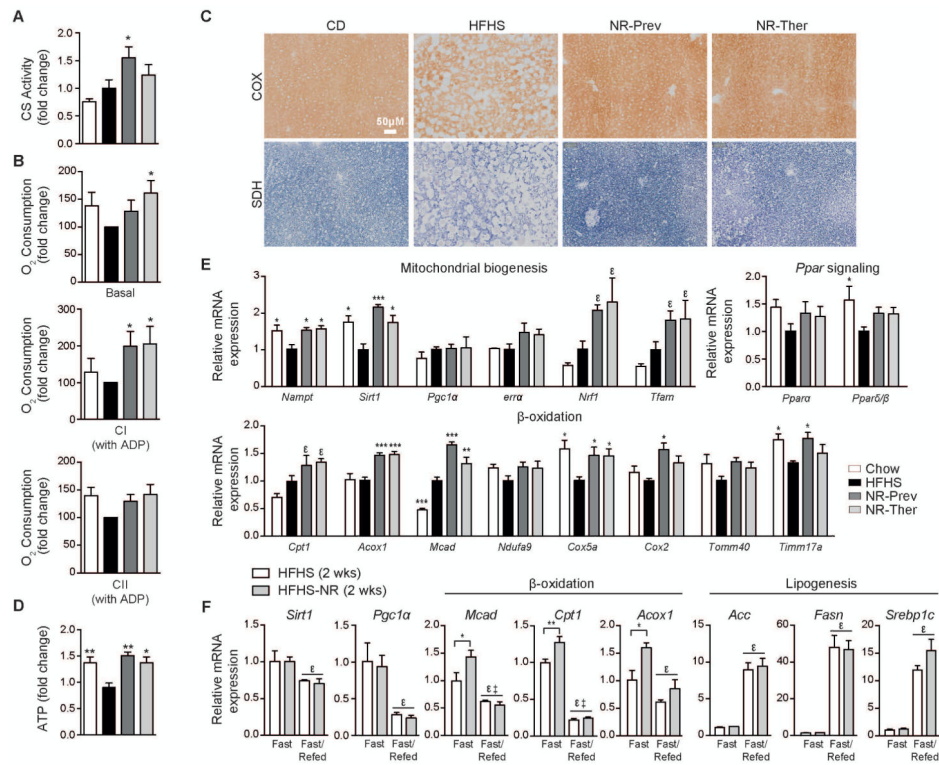 A
CS Activity
(fold change)
2.0
1.5
1.0
0.5
0.0
*
B
O2 Consumption
(fold change)
200
150
100
50
0
*
Basal
O2 Consumption
(fold change)
300
200
100
0
* *
CI
(with ADP)
O2 Consumption
(fold change)
200
150
100
50
0
CII
(with ADP)
C
CD HFHS NR-Prev NR-Ther
COX
50µM
SDH
D
ATP (fold change)
2.0
1.5
1.0
0.5
0.0
** ** *
E
Mitochondrial biogenesis
Relative mRNA
expression
3
2
1
0
* * * * *** * ε ε ε ε
Nampt Sirt1 Pgc1α errα Nrf1 Tfam
Ppar signaling
Relative mRNA
expression
2.0
1.5
1.0
0.5
0.0
*
Pparα Pparδ/β
β-oxidation
Relative mRNA
expression
2.0
1.5
1.0
0.5
0.0
ε ε *** *** *** *** ** * * * * * *
Cpt1 Acox1 Mcad Ndufa9 Cox5a Cox2 Tomm40 Timm17a
Chow
HFHS
NR-Prev
NR-Ther
F
HFHS (2 wks)
HFHS-NR (2 wks)
β-oxidation
Lipogenesis
Relative mRNA
expression
Sirt1
1.5
1.0
0.5
0.0
ε
Fast Fast/
Refed
Pgc1α
1.5
1.0
0.5
0.0
ε
Fast Fast/
Refed
Mcad
2.0
1.5
1.0
0.5
0.0
*
ε ‡
Fast Fast/
Refed
Cpt1
1.5
1.0
0.5
0.0
**
ε ‡
Fast Fast/
Refed
Acox1
2.0
1.5
1.0
0.5
0.0
*
ε
Fast Fast/
Refed
Acc
15
10
5
0
ε
Fast Fast/
Refed
Fasn
60
40
20
0
ε
Fast Fast/
Refed
Srebp1c
20
15
10
5
0
ε
Fast Fast/
Refed